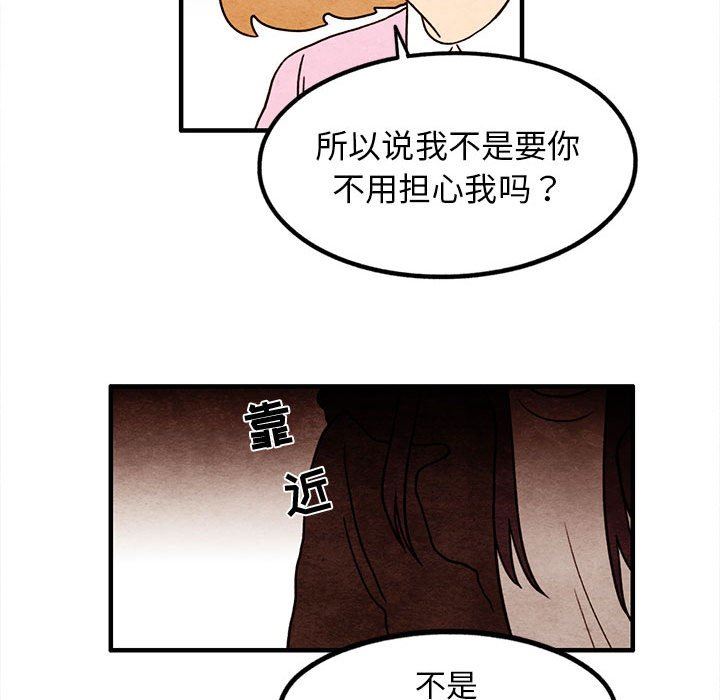 所以说我不是要你
不用担心我吗？
靠
近
不是